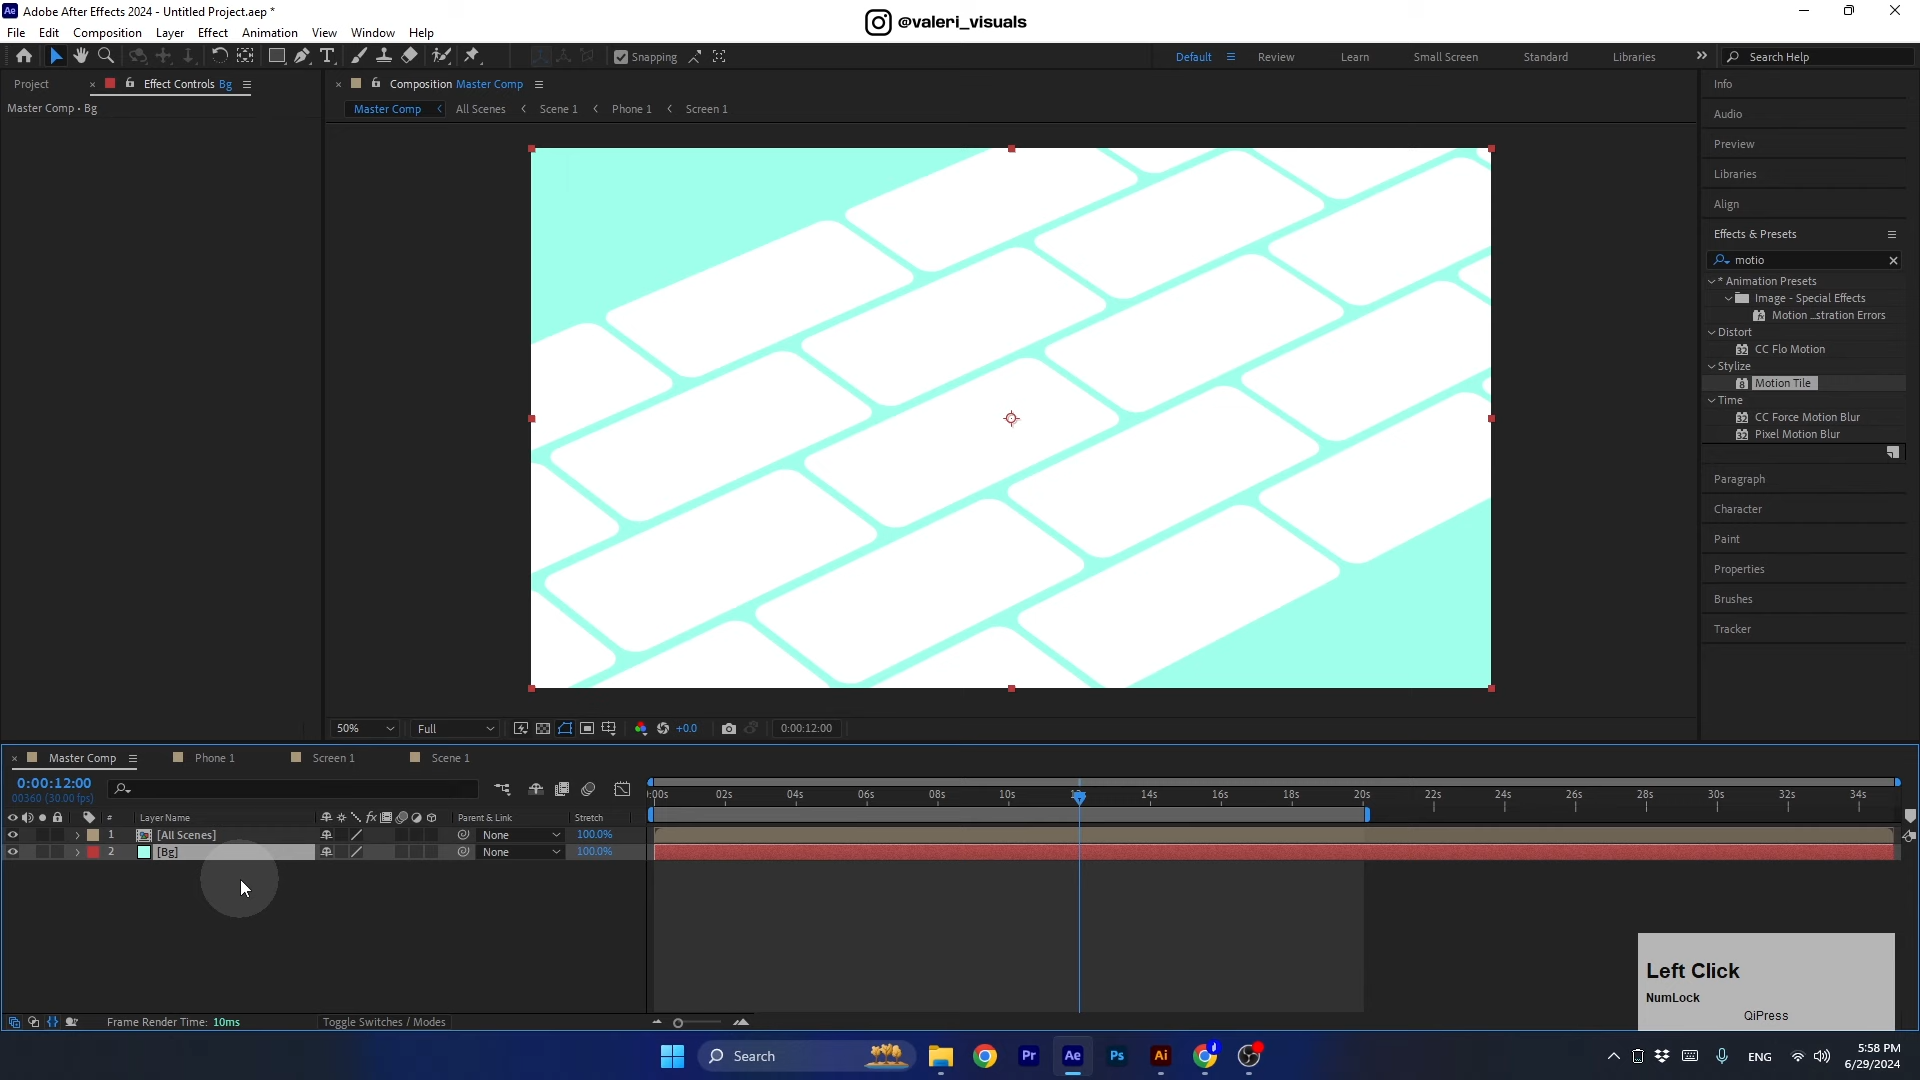 Adobe After Effects 2024 - Untitled Project.aep *
@valeri_visuals
File Edit Composition Layer Effect Animation View Window Help
Snapping
Default Review Learn Small Screen Standard Libraries
Search Help
Project
Effect Controls Bg
Master Comp • Bg
Composition Master Comp
Master Comp All Scenes Scene 1 Phone 1 Screen 1
Info
Audio
Preview
Libraries
Align
Effects & Presets
motio
* Animation Presets
Image - Special Effects
Motion ...stration Errors
Distort
CC Flo Motion
Stylize
Motion Tile
Time
CC Force Motion Blur
Pixel Motion Blur
Paragraph
Character
Paint
Properties
Brushes
Tracker
50% Full +0.0 0:00:12:00
Master Comp Phone 1 Screen 1 Scene 1
0:00:12:00
00360 (30.00 fps)
:00s 02s 04s 06s 08s 10s 12s 14s 16s 18s 20s 22s 24s 26s 28s 30s 32s 34s
# Layer Name Parent & Link Stretch
1 [All Scenes] None 100.0%
2 [Bg] None 100.0%
Left Click
NumLock
QiPress
Frame Render Time: 10ms Toggle Switches / Modes
Search
Pr Ae Ps Ai
ENG
5:58 PM
6/29/2024